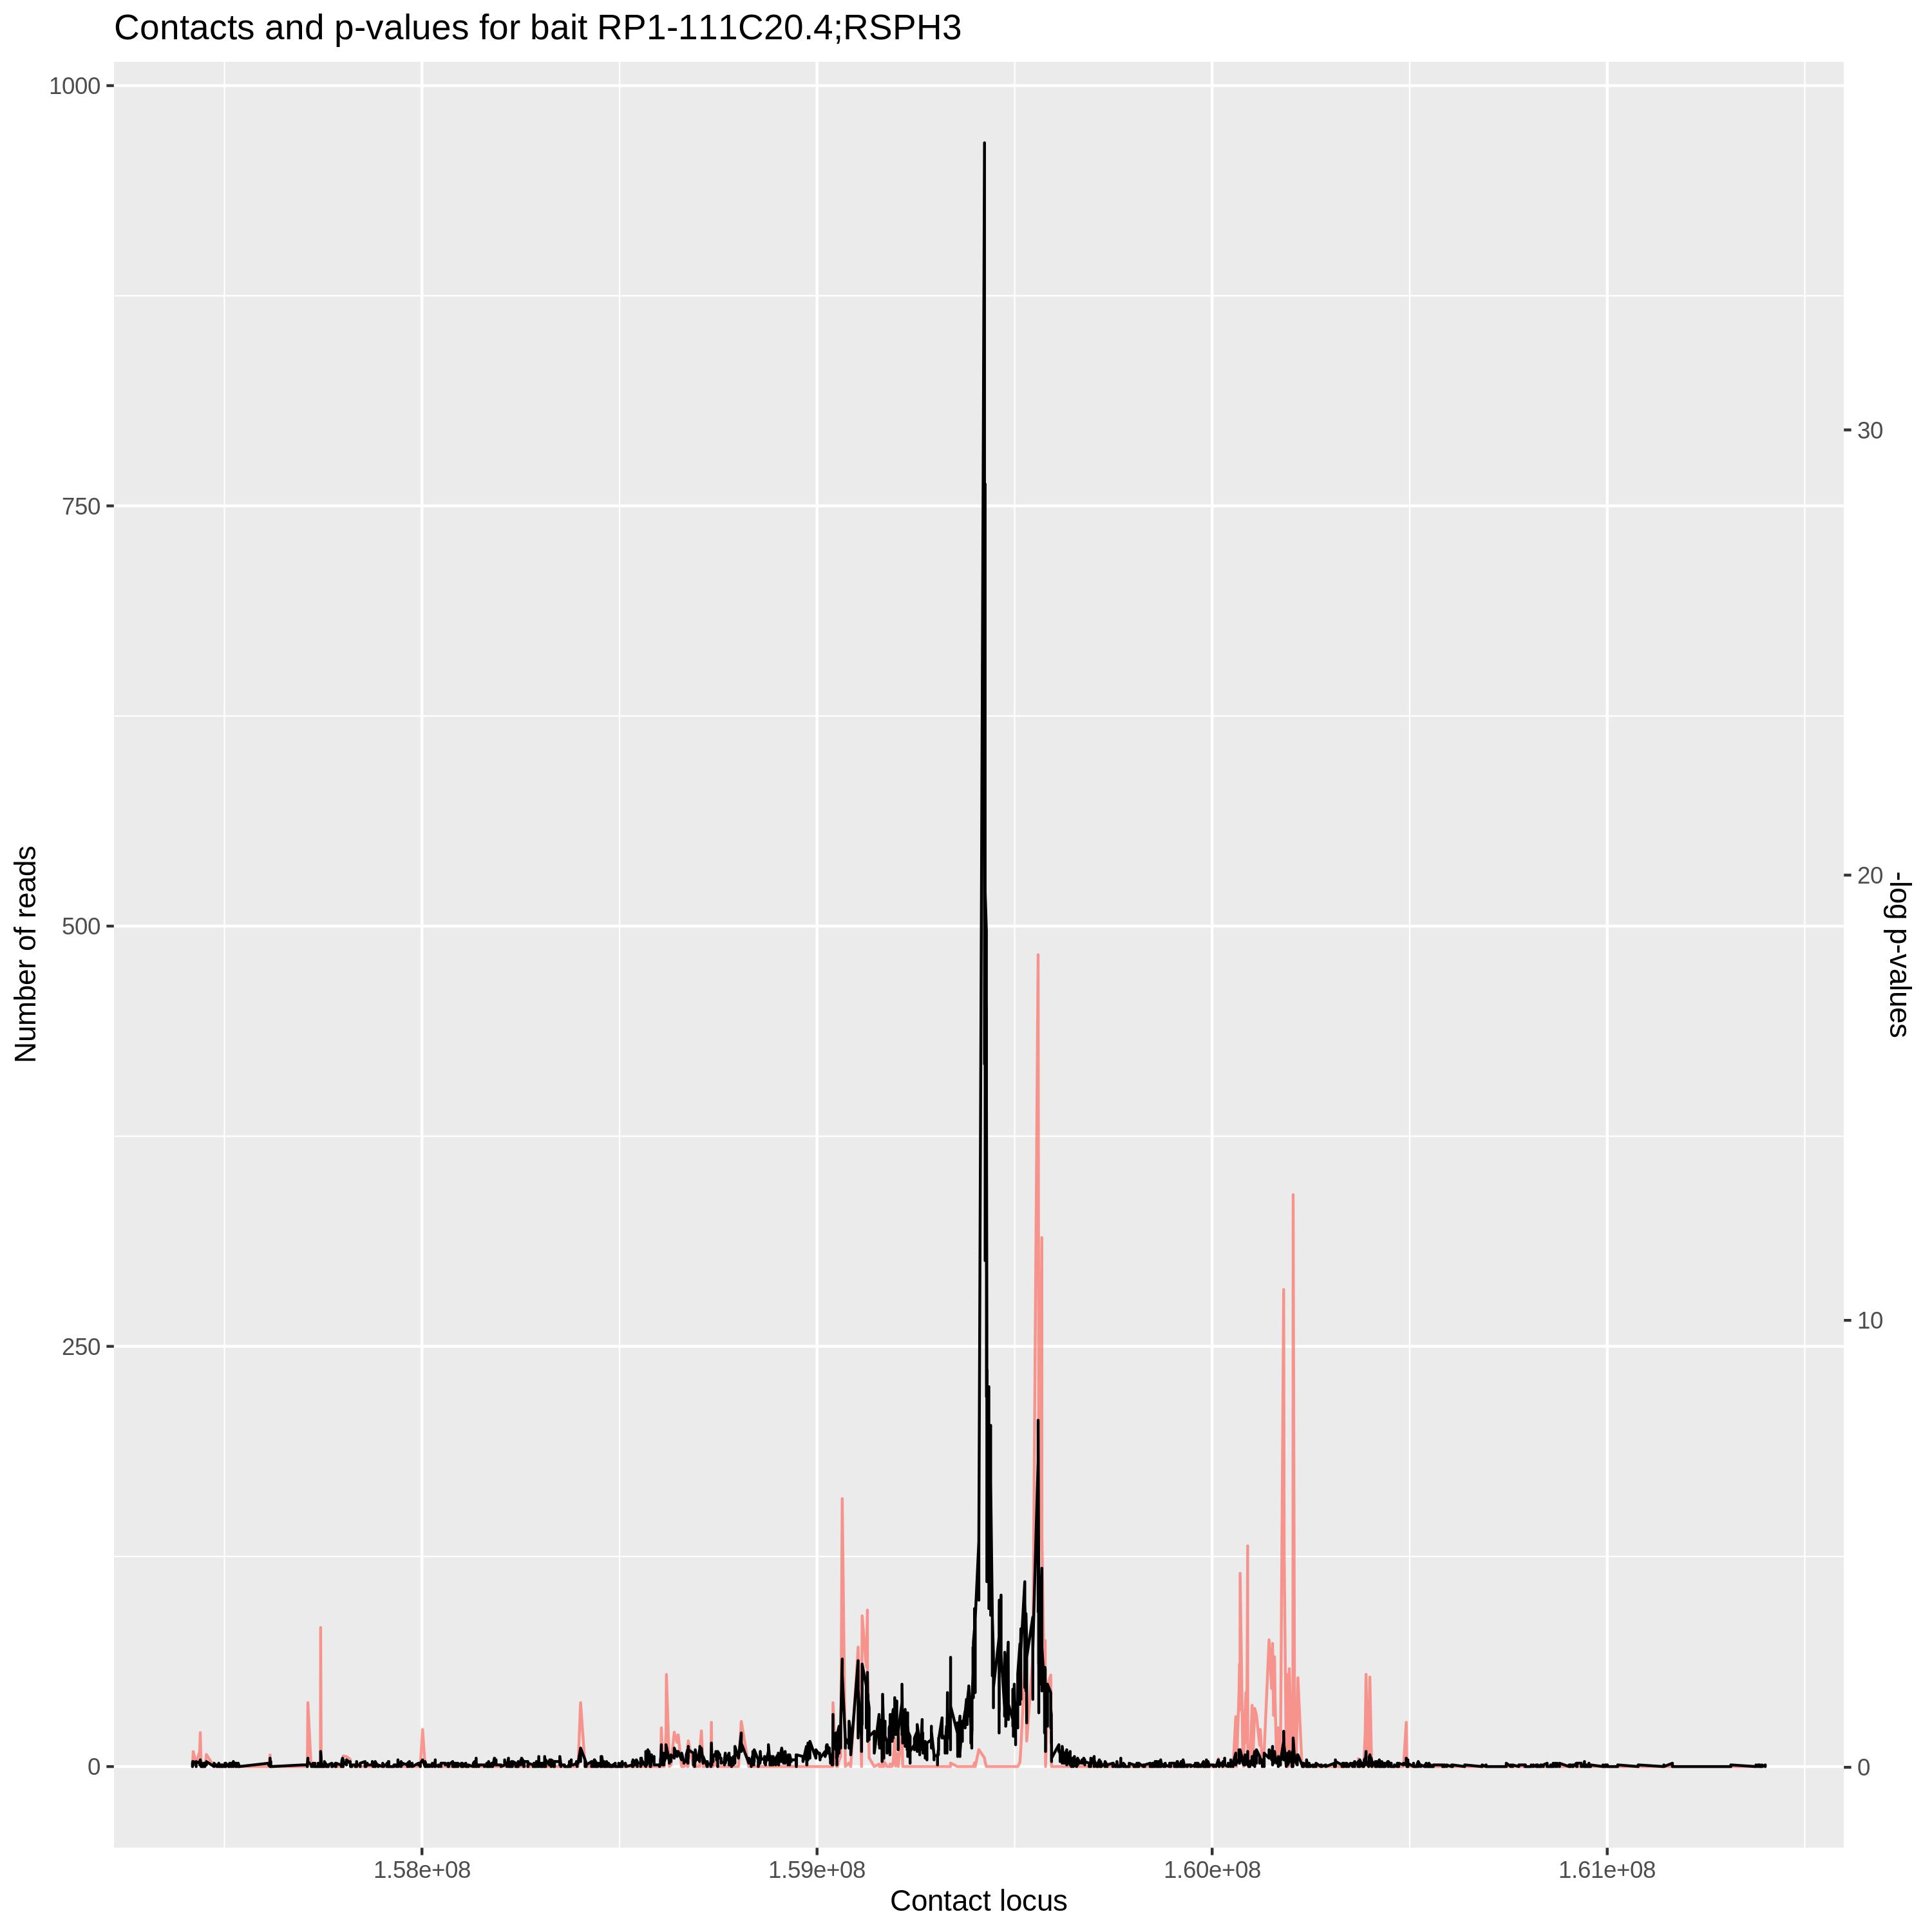 Contacts and p-values for bait RP1-111C20.4;RSPH3
1000
750
500
250
0
Number of reads
30
20
10
0
-log p-values
1.58e+08
1.59e+08
1.60e+08
1.61e+08
Contact locus